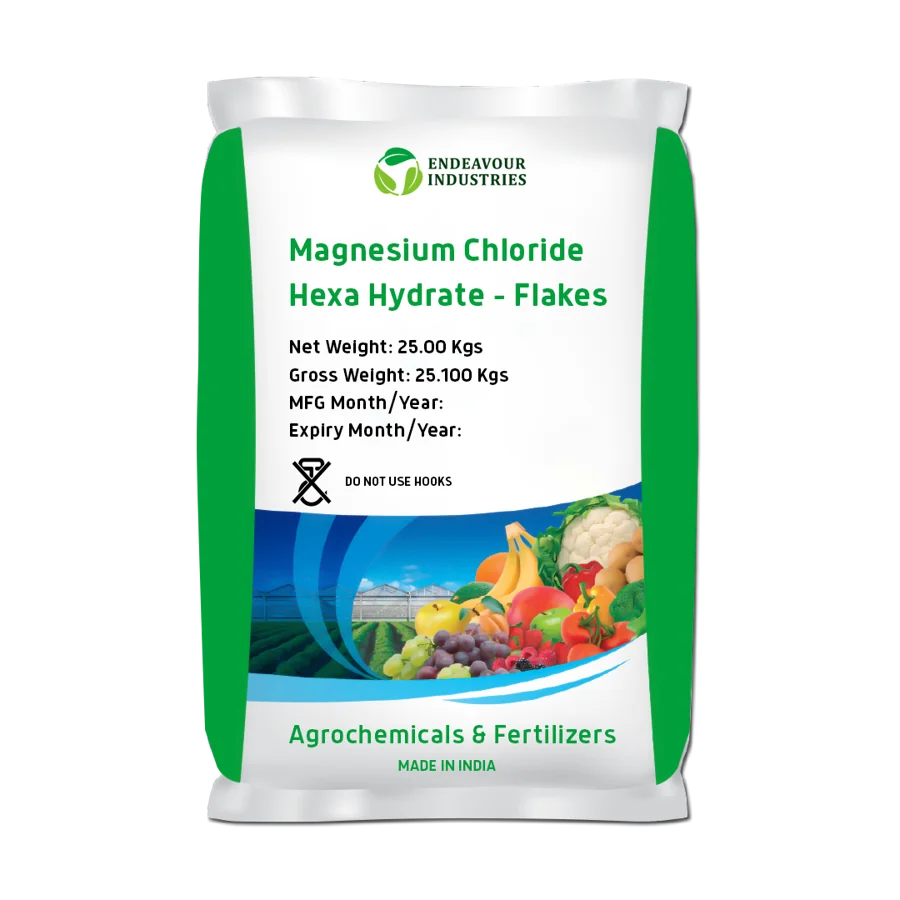 ENDEAVOUR
INDUSTRIES
Magnesium Chloride
Hexa Hydrate - Flakes
Net Weight: 25.00 Kgs
Gross Weight: 25.100 Kgs
MFG Month/Year:
Expiry Month/Year:
DO NOT USE HOOKS
Agrochemicals & Fertilizers
MADE IN INDIA